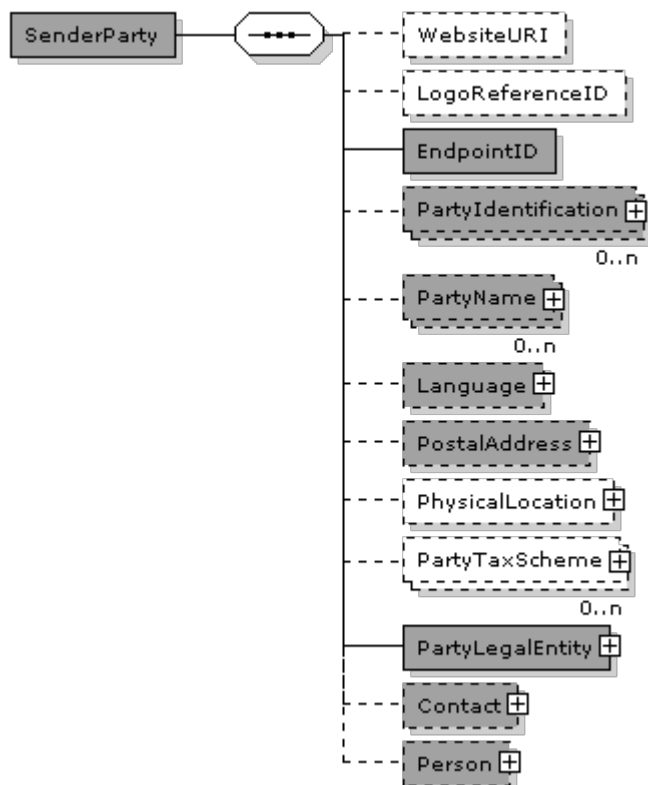 SenderParty
WebsiteURI
LogoReferenceID
EndpointID
PartyIdentification
0..n
PartyName
0..n
Language
PostalAddress
PhysicalLocation
PartyTaxScheme
0..n
PartyLegalEntity
Contact
Person